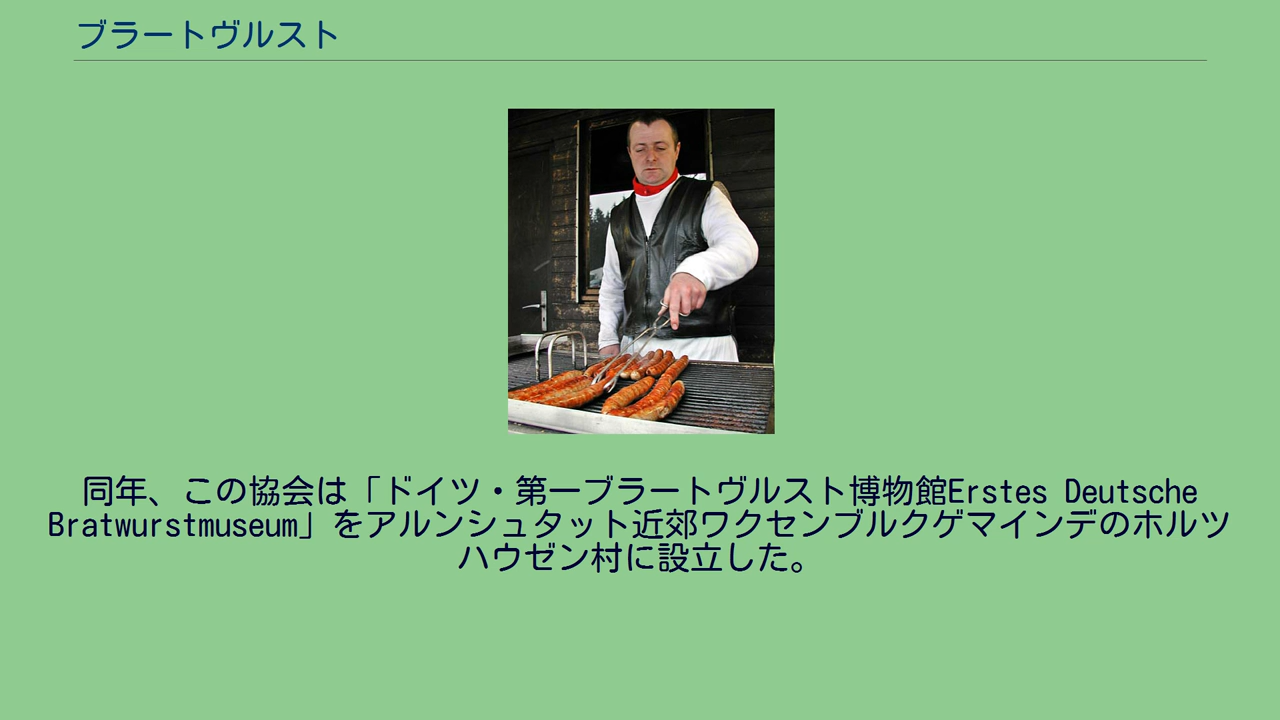 ブラートヴルスト
同年、この協会は「ドイツ・第一ブラートヴルスト博物館Erstes Deutsche
Bratwurstmuseum」をアルンシュタット近郊ワクセンブルクゲマインデのホルツ
ハウゼン村に設立した。